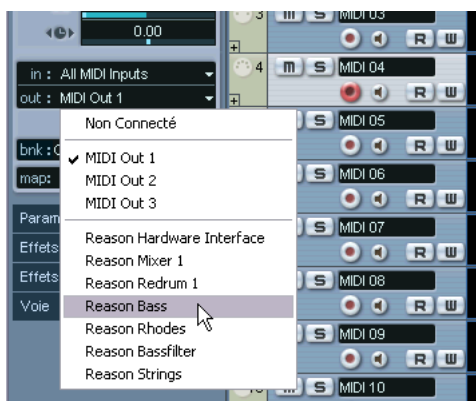 0.00
in : All MIDI Inputs
out : MIDI Out 1
bnk :
map:
Param
Effets
Effets
Voie
Non Connecté
✓ MIDI Out 1
MIDI Out 2
MIDI Out 3
Reason Hardware Interface
Reason Mixer 1
Reason Redrum 1
Reason Bass
Reason Rhodes
Reason Bassfilter
Reason Strings
3 m S MIDI 03
R W
4 m S MIDI 04
R W
S MIDI 05
R W
S MIDI 06
R W
S MIDI 07
R W
S MIDI 08
R W
S MIDI 09
R W
S MIDI 10